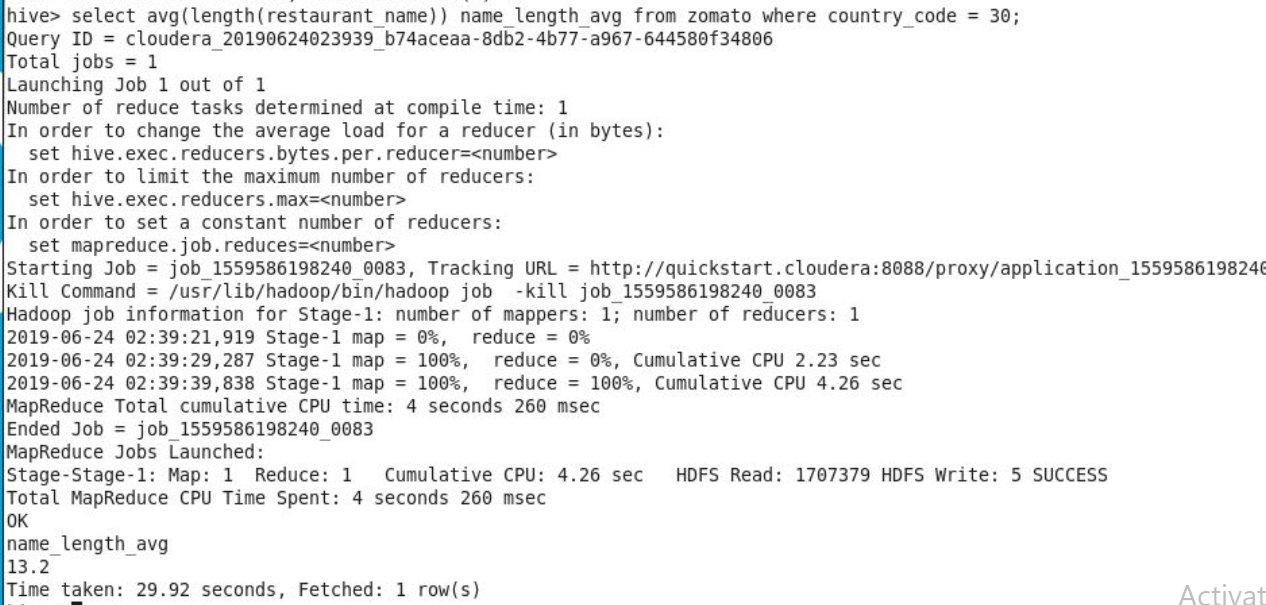 hive> select avg(length(restaurant_name)) name_length_avg from zomato where country_code = 30;
Query ID = cloudera_20190624023939_b74aceaa-8db2-4b77-a967-644580f34806
Total jobs = 1
Launching Job 1 out of 1
Number of reduce tasks determined at compile time: 1
In order to change the average load for a reducer (in bytes):
  set hive.exec.reducers.bytes.per.reducer=<number>
In order to limit the maximum number of reducers:
  set hive.exec.reducers.max=<number>
In order to set a constant number of reducers:
  set mapreduce.job.reduces=<number>
Starting Job = job_1559586198240_0083, Tracking URL = http://quickstart.cloudera:8088/proxy/application_1559586198240
Kill Command = /usr/lib/hadoop/bin/hadoop job  -kill job_1559586198240_0083
Hadoop job information for Stage-1: number of mappers: 1; number of reducers: 1
2019-06-24 02:39:21,919 Stage-1 map = 0%,  reduce = 0%
2019-06-24 02:39:29,287 Stage-1 map = 100%,  reduce = 0%, Cumulative CPU 2.23 sec
2019-06-24 02:39:39,838 Stage-1 map = 100%,  reduce = 100%, Cumulative CPU 4.26 sec
MapReduce Total cumulative CPU time: 4 seconds 260 msec
Ended Job = job_1559586198240_0083
MapReduce Jobs Launched:
Stage-Stage-1: Map: 1  Reduce: 1   Cumulative CPU: 4.26 sec   HDFS Read: 1707379 HDFS Write: 5 SUCCESS
Total MapReduce CPU Time Spent: 4 seconds 260 msec
OK
name_length_avg
13.2
Time taken: 29.92 seconds, Fetched: 1 row(s)
Activat